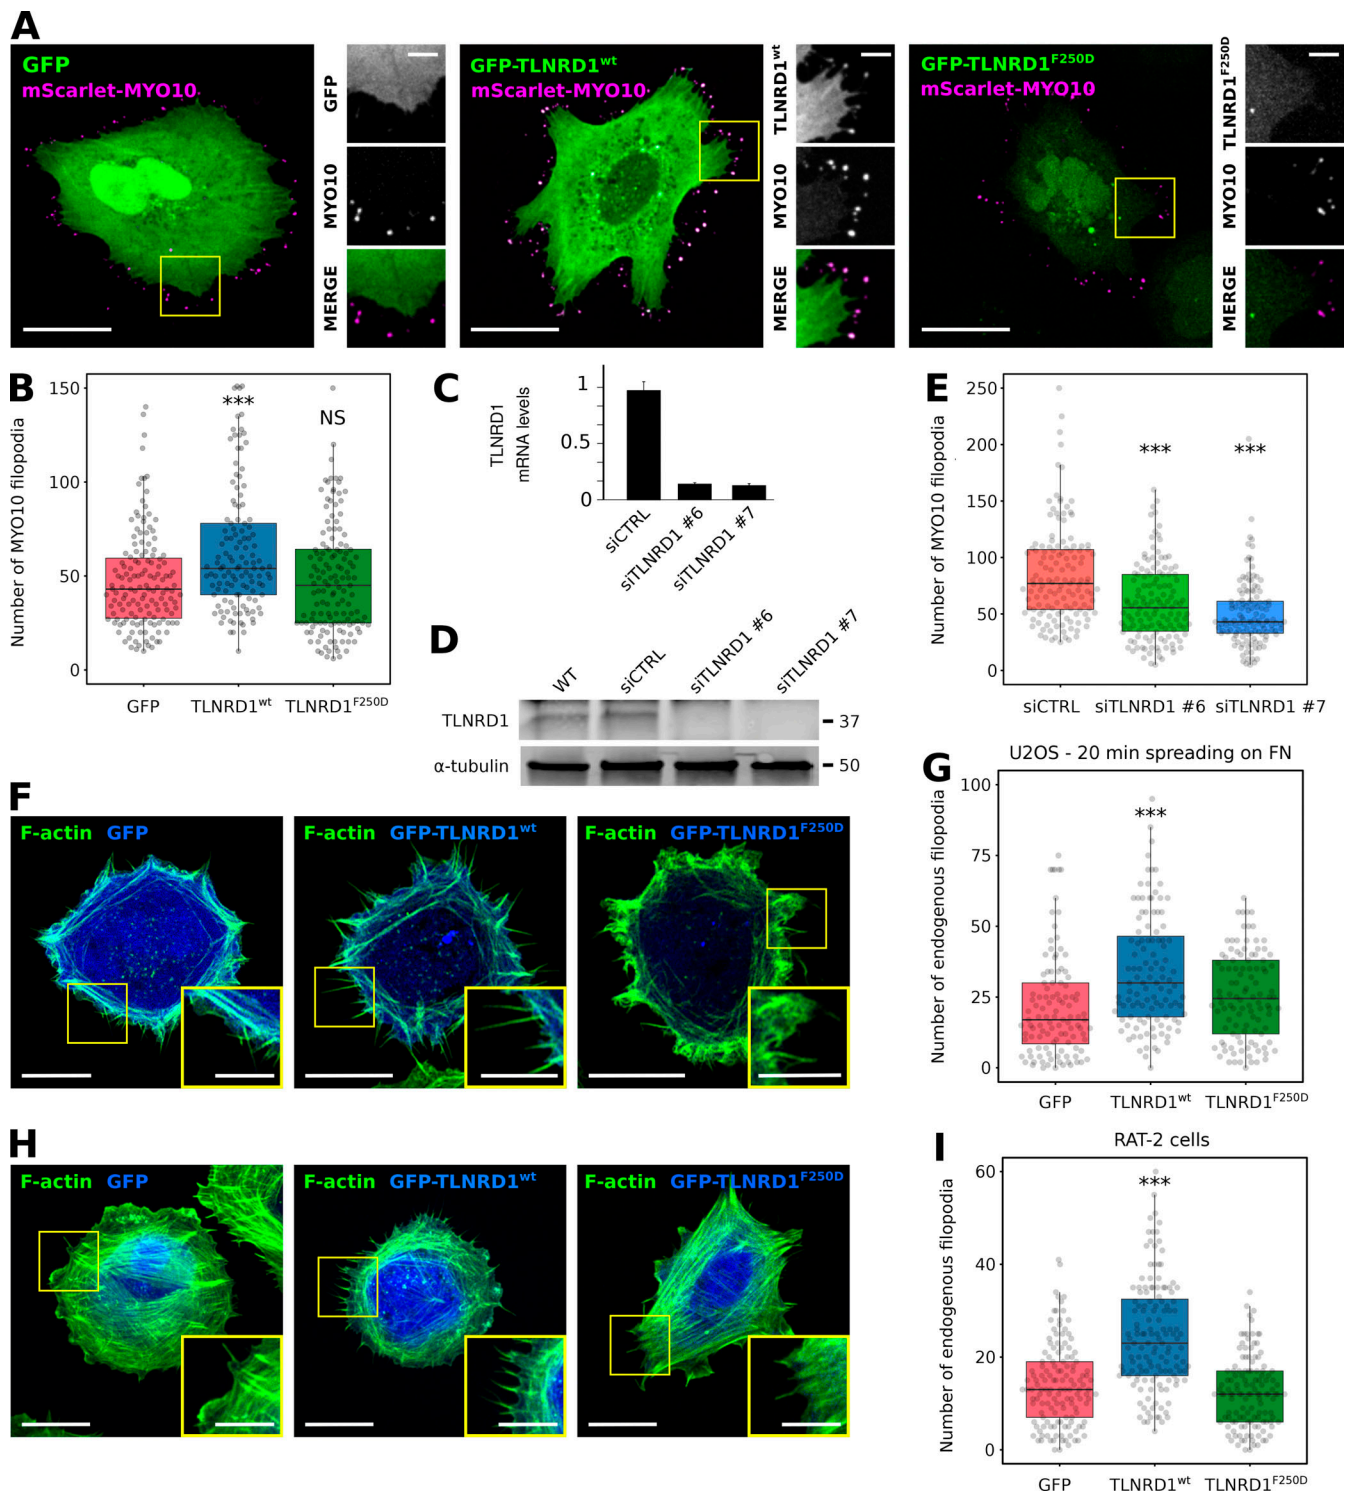 A
GFP
mScarlet-MYO10
GFP
MYO10
MERGE
GFP-TLNRD1wt
mScarlet-MYO10
TLNRD1wt
MYO10
MERGE
GFP-TLNRD1F250D
mScarlet-MYO10
TLNRD1F250D
MYO10
MERGE
B
Number of MYO10 filopodia
150
100
50
0
***
NS
GFP
TLNRD1wt
TLNRD1F250D
C
TLNRD1
mRNA levels
1
0.5
0
siCTRL
siTLNRD1 #6
siTLNRD1 #7
D
WT
siCTRL
siTLNRD1 #6
siTLNRD1 #7
TLNRD1
37
α-tubulin
50
E
Number of MYO10 filopodia
250
200
150
100
50
0
***
***
siCTRL
siTLNRD1 #6
siTLNRD1 #7
F
F-actin GFP
F-actin GFP-TLNRD1wt
F-actin GFP-TLNRD1F250D
G
U2OS - 20 min spreading on FN
Number of endogenous filopodia
100
75
50
25
0
***
GFP
TLNRD1wt
TLNRD1F250D
H
F-actin GFP
F-actin GFP-TLNRD1wt
F-actin GFP-TLNRD1F250D
I
RAT-2 cells
Number of endogenous filopodia
60
40
20
0
***
GFP
TLNRD1wt
TLNRD1F250D